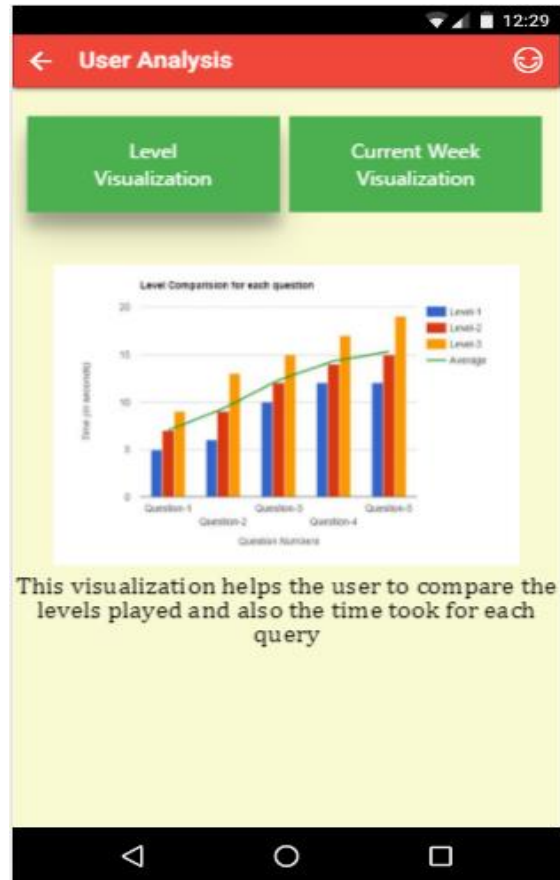 12:29
User Analysis
Level
Visualization
Current Week
Visualization
Level Comparision for each question
20
15
10
5
0
Time (in seconds)
Level-1
Level-2
Level-3
Average
Question-1
Question-2
Question-3
Question-4
Question-5
Question Numbers
This visualization helps the user to compare the
levels played and also the time took for each
query